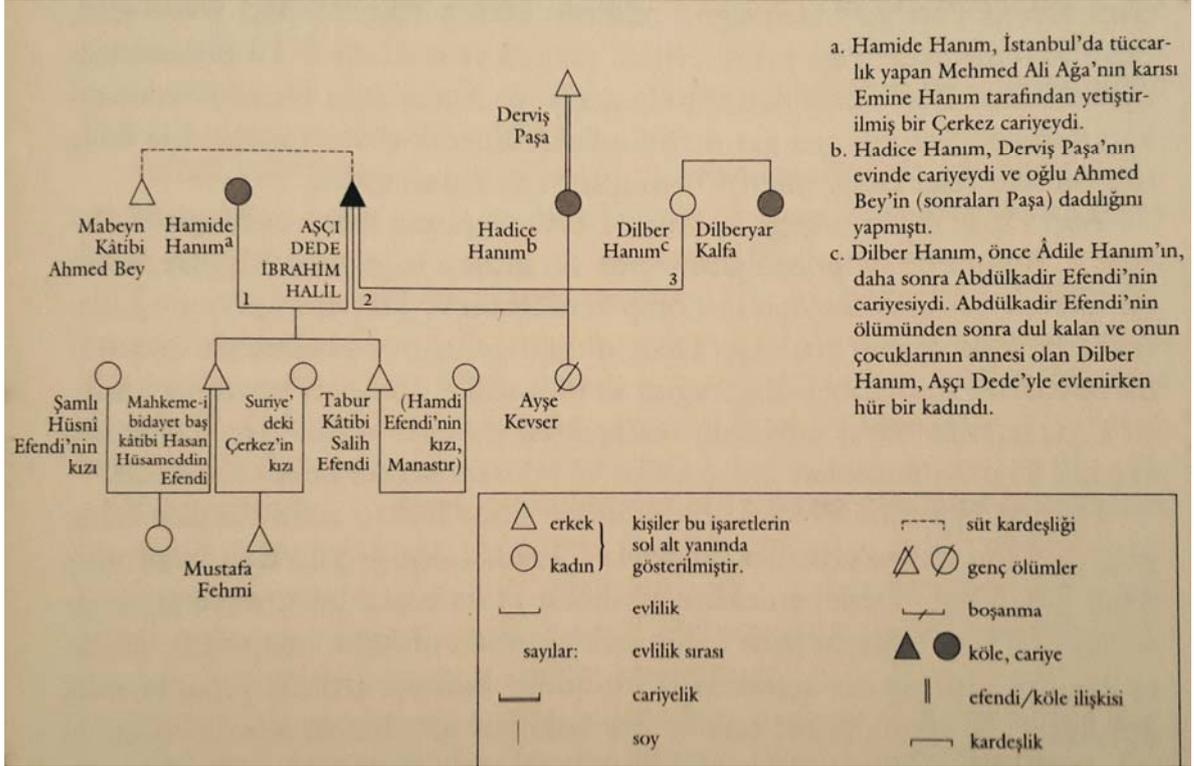 Derviş
Paşa
Mabeyn
Kâtibi
Ahmed Bey
Hamide
Hanımᵃ
AŞÇI
DEDE
İBRAHİM
HALİL
Hadice
Hanımᵇ
Dilber
Hanımᶜ
Dilberyar
Kalfa
1
2
3
Şamlı
Hüsnî
Efendi’nin
kızı
Mahkeme-i
bidayet baş
kâtibi Hasan
Hüsameddin
Efendi
Suriye’
deki
Çerkez’in
kızı
Tabur
Kâtibi
Salih
Efendi
(Hamdi
Efendi’nin
kızı,
Manastır)
Ayşe
Kevser
Mustafa
Fehmi
a. Hamide Hanım, İstanbul’da tüccar-
lık yapan Mehmed Ali Ağa’nın karısı
Emine Hanım tarafından yetiştir-
ilmiş bir Çerkez cariyeydi.
b. Hadice Hanım, Derviş Paşa’nın
evinde cariyeydi ve oğlu Ahmed
Bey’in (sonraları Paşa) dadılığını
yapmıştı.
c. Dilber Hanım, önce Âdile Hanım’ın,
daha sonra Abdülkadir Efendi’nin
cariyesiydi. Abdülkadir Efendi’nin
ölümünden sonra dul kalan ve onun
çocuklarının annesi olan Dilber
Hanım, Aşçı Dede’yle evlenirken
hür bir kadındı.
erkek
kadın
kişiler bu işaretlerin
sol alt yanında
gösterilmiştir.
evlilik
sayılar: evlilik sırası
cariyelik
soy
süt kardeşliği
genç ölümler
boşanma
köle, cariye
efendi/köle ilişkisi
kardeşlik